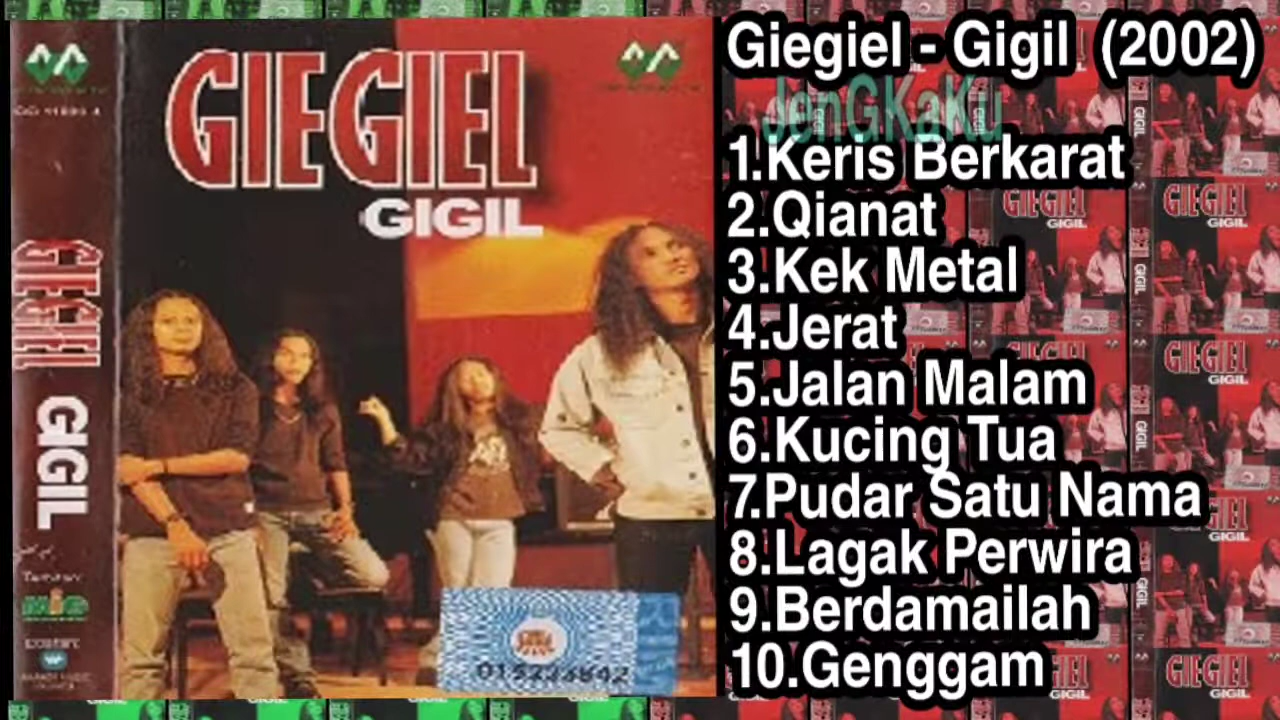 GIEGIEL
GIGIL
GIEGIEL
GIGIL
015223842
Giegiel - Gigil (2002)
JenGKaKu
1.Keris Berkarat
2.Qianat
3.Kek Metal
4.Jerat
5.Jalan Malam
6.Kucing Tua
7.Pudar Satu Nama
8.Lagak Perwira
9.Berdamailah
10.Genggam